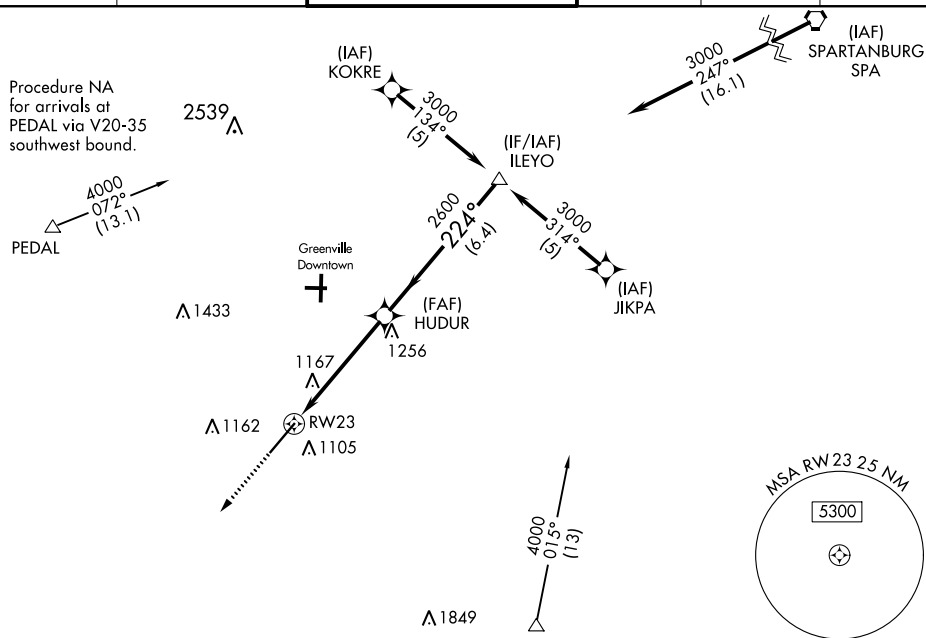 (IAF)
SPARTANBURG
SPA
3000
247°
(16.1)
(IAF)
KOKRE
3000
134°
(5)
Procedure NA
for arrivals at
PEDAL via V20-35
southwest bound.
2539
(IF/IAF)
ILEYO
4000
072°
(13.1)
PEDAL
2600
224°
(6.4)
3000
314°
(5)
Greenville
Downtown
(IAF)
JIKPA
1433
(FAF)
HUDUR
1256
1167
1162
RW23
1105
MSA RW23 25 NM
5300
4000
015°
(13)
1849